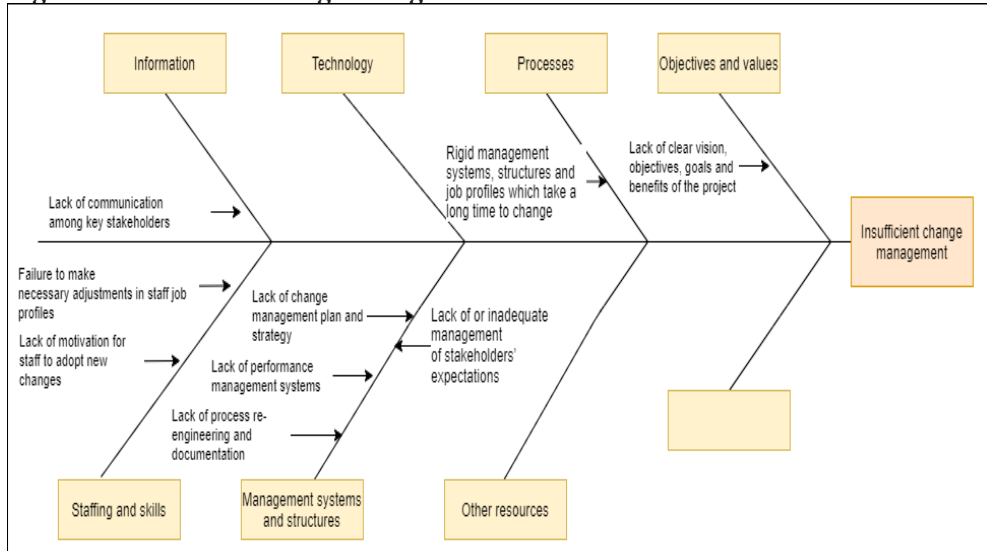 Information
Technology
Processes
Objectives and values
Rigid management
systems, structures and
job profiles which take a
long time to change
Lack of clear vision,
objectives, goals and
benefits of the project
Lack of communication
among key stakeholders
Insufficient change
management
Failure to make
necessary adjustments in staff job
profiles
Lack of motivation for
staff to adopt new
changes
Lack of change
management plan and
strategy
Lack of or inadequate
management
of stakeholders'
expectations
Lack of performance
management systems
Lack of process re-
engineering and
documentation
Staffing and skills
Management systems
and structures
Other resources